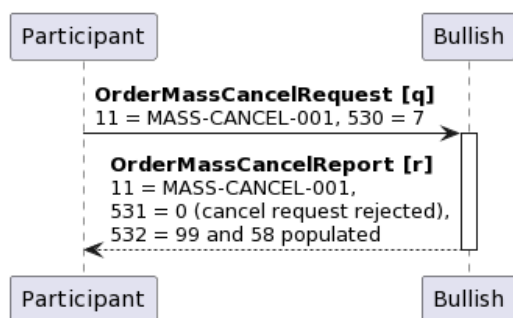 Participant Bullish
OrderMassCancelRequest [q]
11 = MASS-CANCEL-001, 530 = 7
OrderMassCancelReport [r]
11 = MASS-CANCEL-001,
531 = 0 (cancel request rejected),
532 = 99 and 58 populated
Participant Bullish